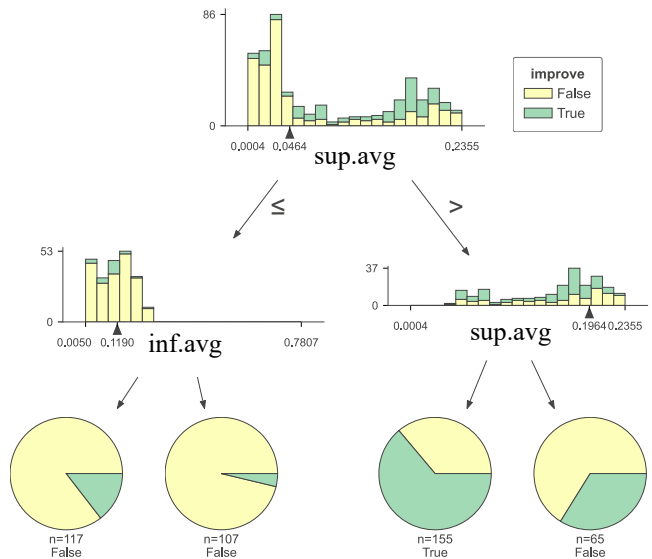 86
0
0.0004
0.0464
0.2355
sup.avg
improve
False
True
≤
>
53
0
0.0050
0.1190
0.7807
inf.avg
37
0
0.0004
0.1964
0.2355
sup.avg
n=117
False
n=107
False
n=155
True
n=65
False